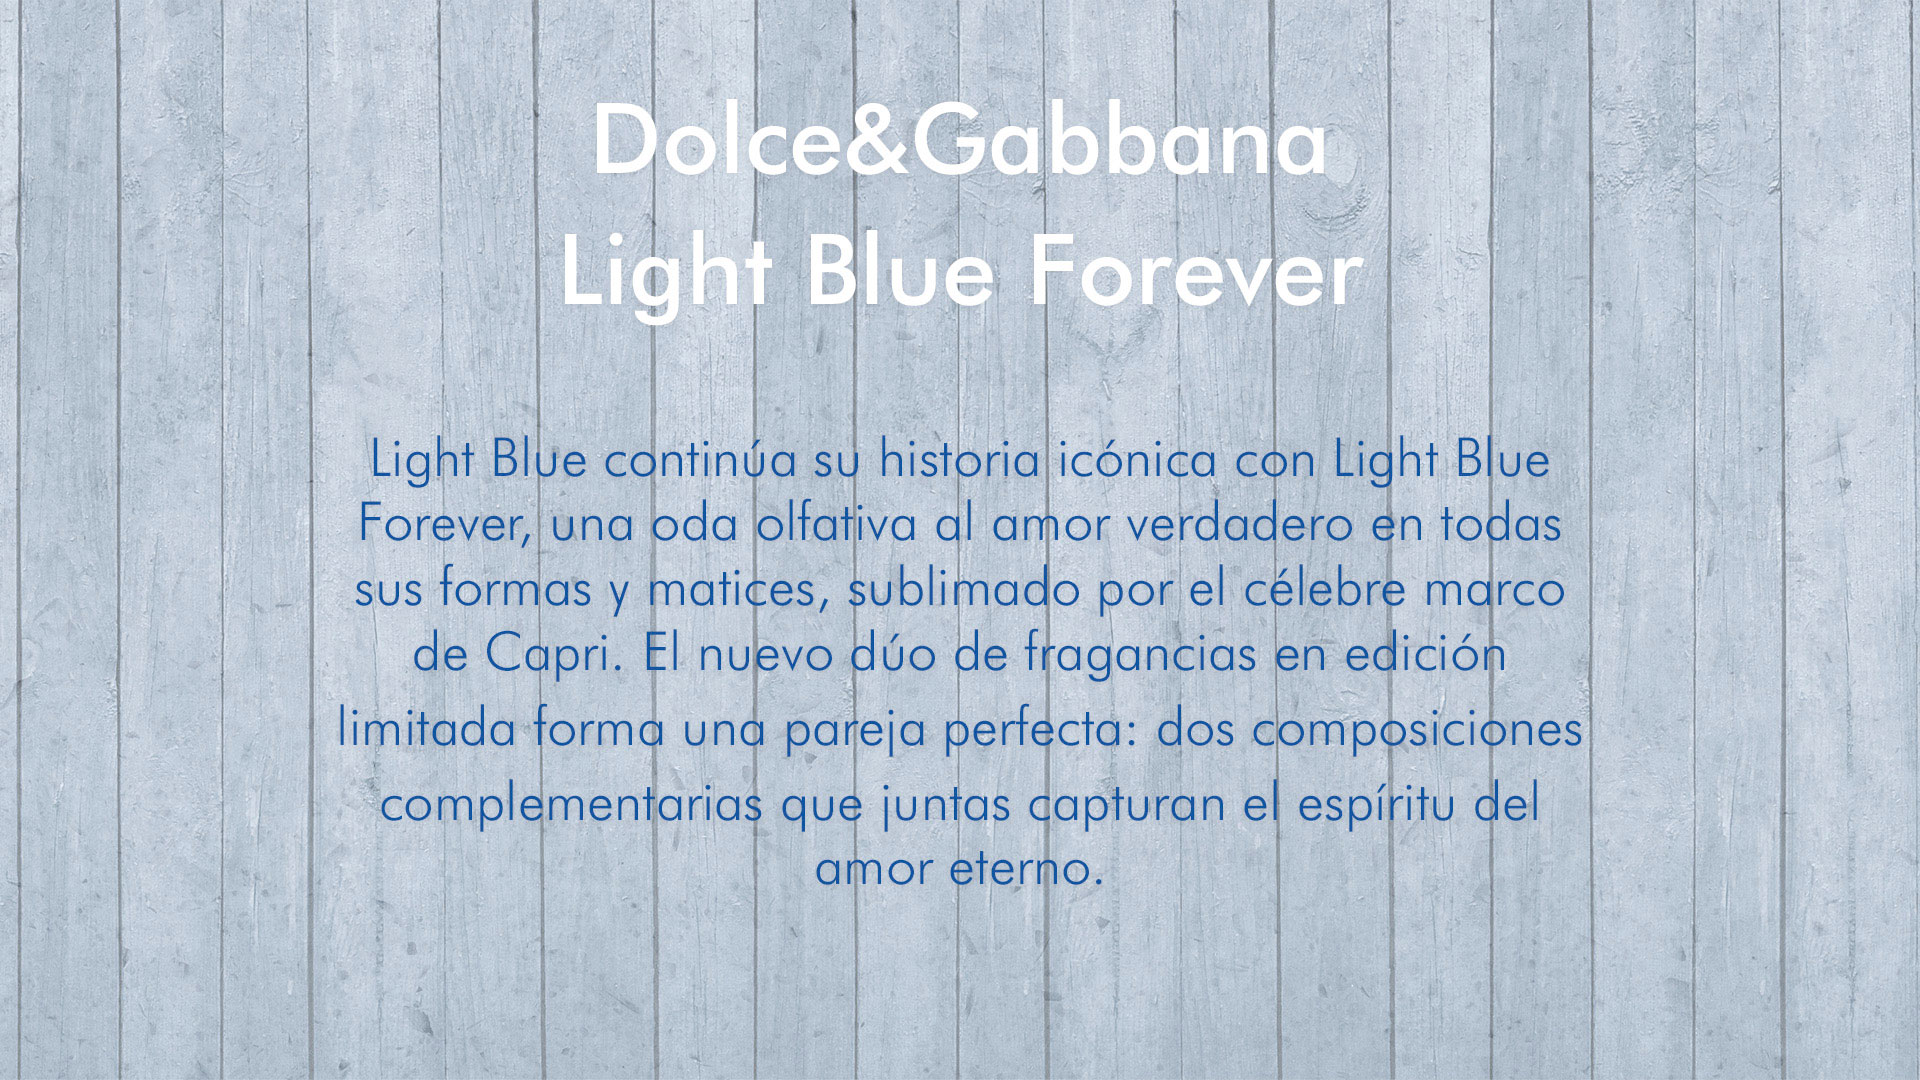 Dolce&Gabbana
Light Blue Forever
Light Blue continúa su historia icónica con Light Blue
Forever, una oda olfativa al amor verdadero en todas
sus formas y matices, sublimado por el célebre marco
de Capri. El nuevo dúo de fragancias en edición
limitada forma una pareja perfecta: dos composiciones
complementarias que juntas capturan el espíritu del
amor eterno.